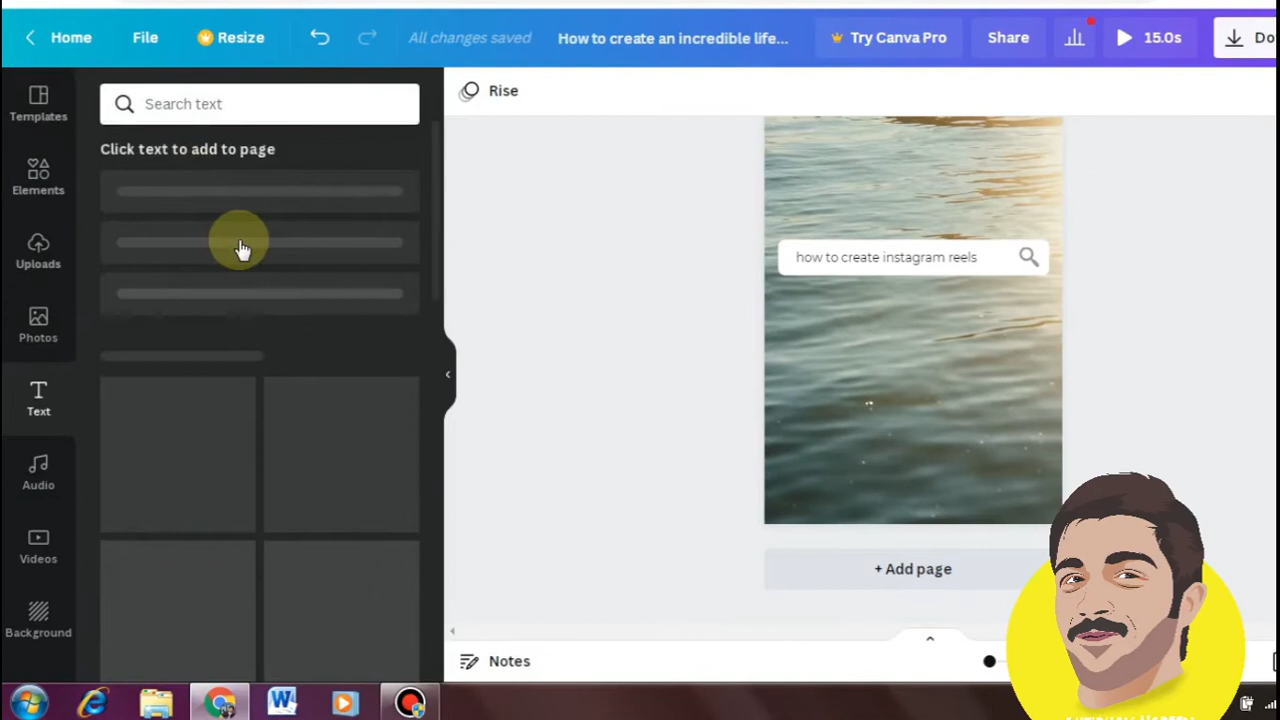 Home
File
Resize
All changes saved
How to create an incredible life...
Try Canva Pro
Share
15.0s
Do
Templates
Search text
Rise
Click text to add to page
Elements
Uploads
how to create instagram reels
Photos
Text
Audio
Videos
+ Add page
Background
Notes